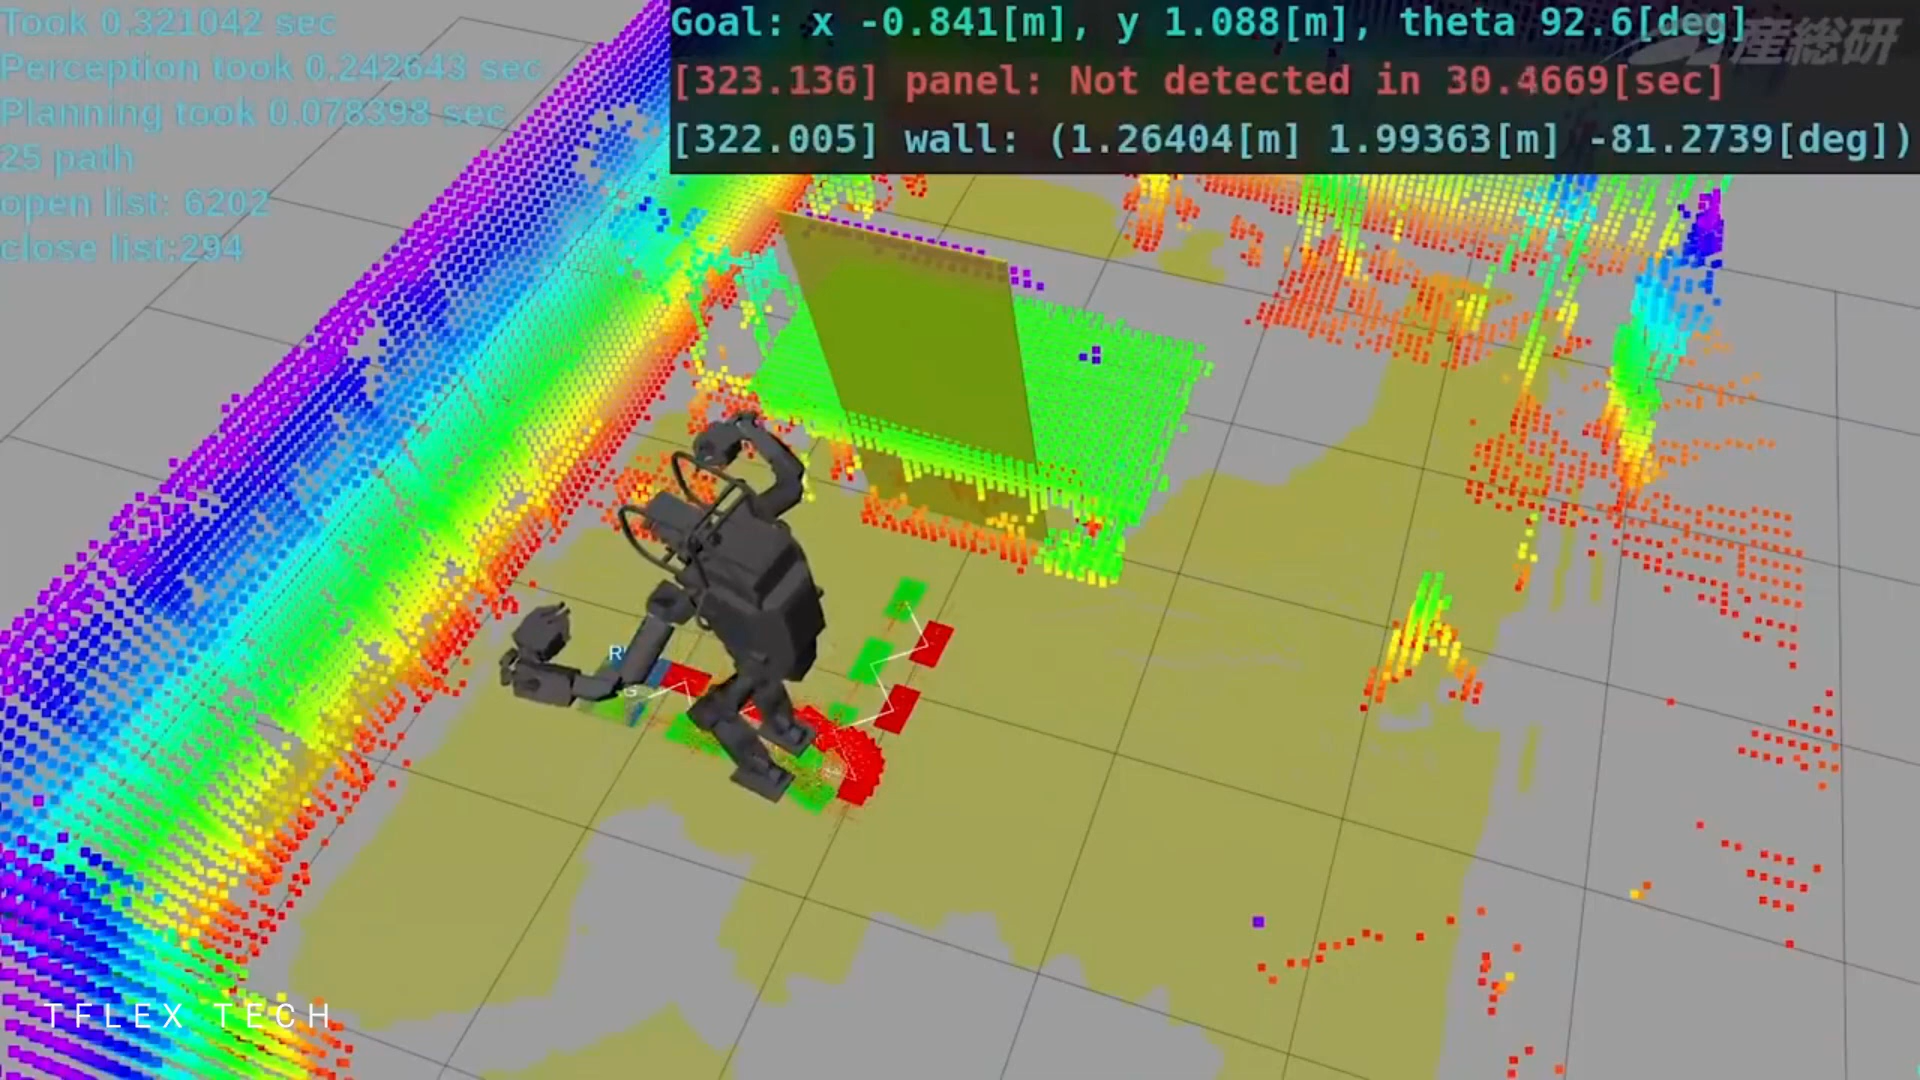 Took 0.321042 sec
Perception took 0.242643 sec
Planning took 0.078398 sec
25 path
open list: 6202
close list:294
Goal: x -0.841[m], y 1.088[m], theta 92.6[deg]
産総研
[323.136] panel: Not detected in 30.4669[sec]
[322.005] wall: (1.26404[m] 1.99363[m] -81.2739[deg])
TFLEX TECH